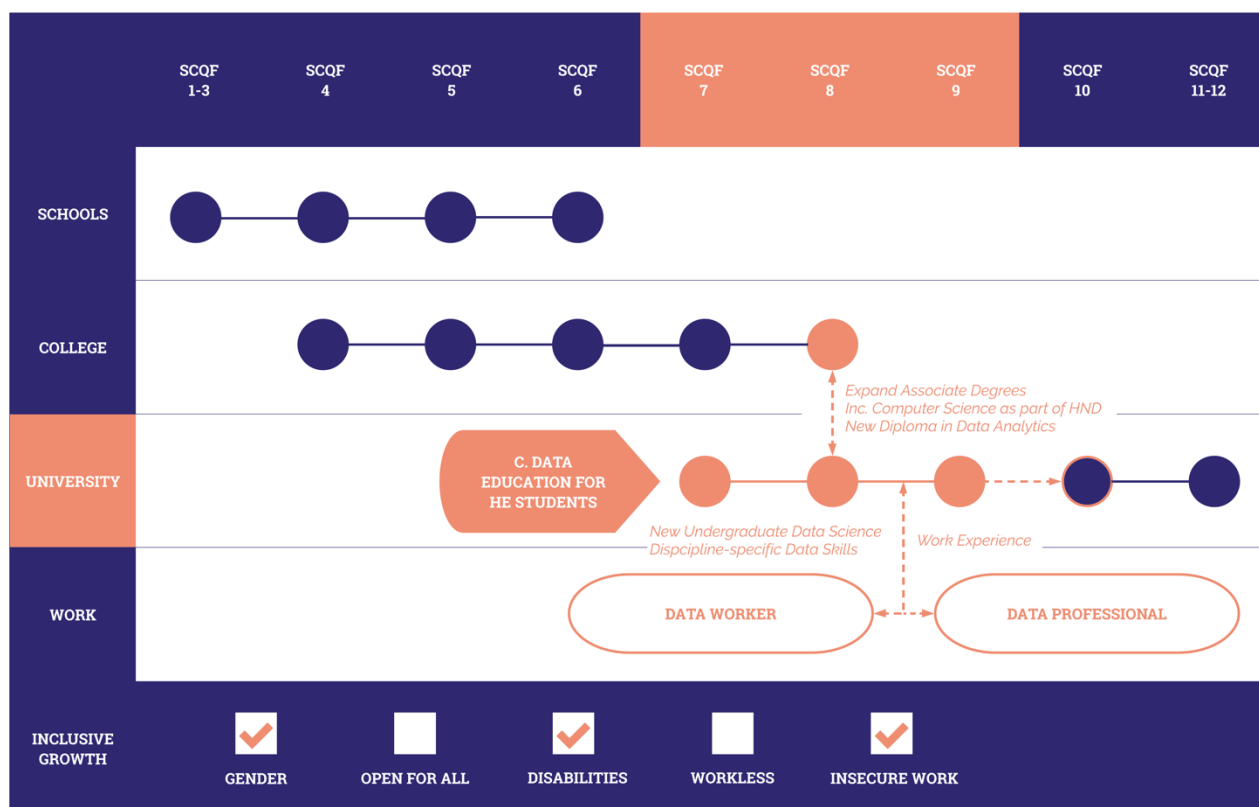 SCQF
1-3
SCQF
4
SCQF
5
SCQF
6
SCQF
7
SCQF
8
SCQF
9
SCQF
10
SCQF
11-12
SCHOOLS
COLLEGE
Expand Associate Degrees
Inc. Computer Science as part of HND
New Diploma in Data Analytics
UNIVERSITY
C. DATA
EDUCATION FOR
HE STUDENTS
New Undergraduate Data Science
Dispcipline-specific Data Skills
Work Experience
WORK
DATA WORKER
DATA PROFESSIONAL
INCLUSIVE
GROWTH
GENDER
OPEN FOR ALL
DISABILITIES
WORKLESS
INSECURE WORK